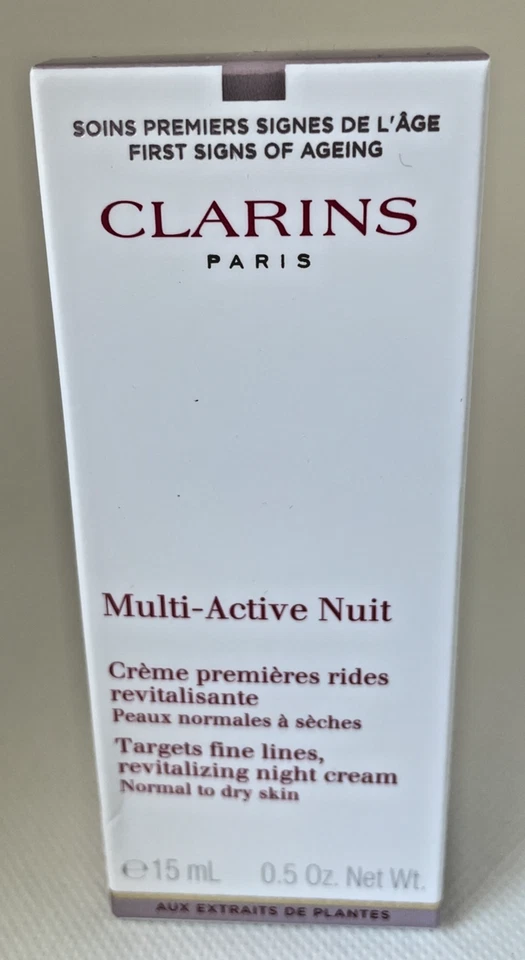 SOINS PREMIERS SIGNES DE L'ÂGE
FIRST SIGNS OF AGEING
CLARINS
PARIS
Multi-Active Nuit
Crème premières rides
revitalisante
Peaux normales à sèches
Targets fine lines,
revitalizing night cream
Normal to dry skin
℮15 mL 0.5 Oz. Net Wt.
AUX EXTRAITS DE PLANTES